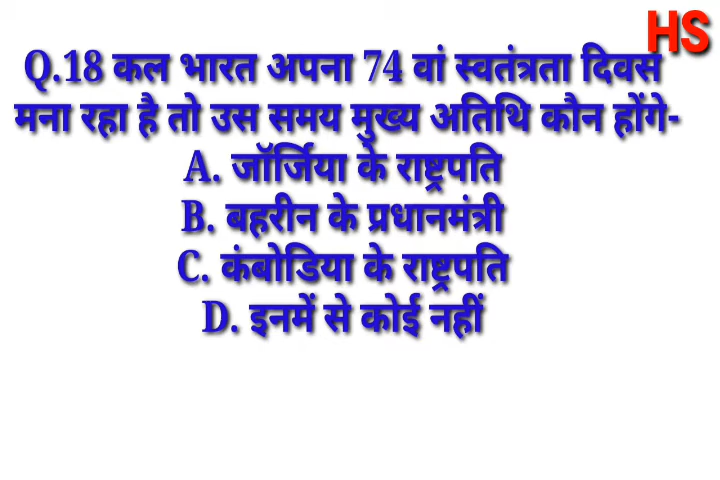 HS
Q.18 कल भारत अपना 74 वां स्वतंत्रता दिवस
मना रहा है तो उस समय मुख्य अतिथि कौन होंगे-
A. जॉर्जिया के राष्ट्रपति
B. बहरीन के प्रधानमंत्री
C. कंबोडिया के राष्ट्रपति
D. इनमें से कोई नहीं